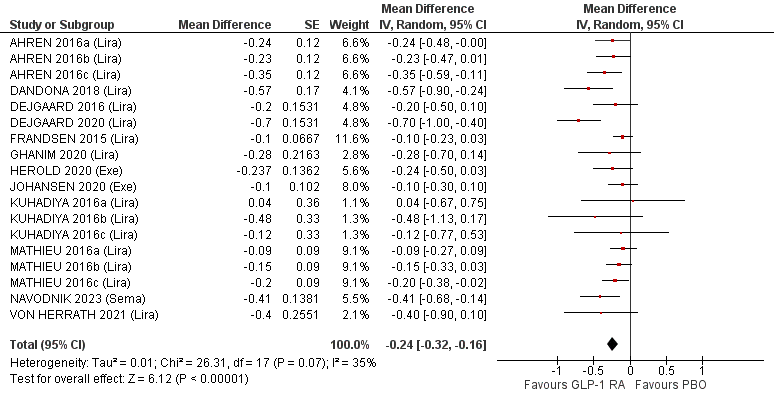 Mean Difference Mean Difference
Study or Subgroup Mean Difference SE Weight IV, Random, 95% CI IV, Random, 95% CI
AHREN 2016a (Lira) -0.24 0.12 6.6% -0.24 [-0.48, -0.00]
AHREN 2016b (Lira) -0.23 0.12 6.6% -0.23 [-0.47, 0.01]
AHREN 2016c (Lira) -0.35 0.12 6.6% -0.35 [-0.59, -0.11]
DANDONA 2018 (Lira) -0.57 0.17 4.1% -0.57 [-0.90, -0.24]
DEJGAARD 2016 (Lira) -0.2 0.1531 4.8% -0.20 [-0.50, 0.10]
DEJGAARD 2020 (Lira) -0.7 0.1531 4.8% -0.70 [-1.00, -0.40]
FRANDSEN 2015 (Lira) -0.1 0.0667 11.6% -0.10 [-0.23, 0.03]
GHANIM 2020 (Lira) -0.28 0.2163 2.8% -0.28 [-0.70, 0.14]
HEROLD 2020 (Exe) -0.237 0.1362 5.6% -0.24 [-0.50, 0.03]
JOHANSEN 2020 (Exe) -0.1 0.102 8.0% -0.10 [-0.30, 0.10]
KUHADIYA 2016a (Lira) 0.04 0.36 1.1% 0.04 [-0.67, 0.75]
KUHADIYA 2016b (Lira) -0.48 0.33 1.3% -0.48 [-1.13, 0.17]
KUHADIYA 2016c (Lira) -0.12 0.33 1.3% -0.12 [-0.77, 0.53]
MATHIEU 2016a (Lira) -0.09 0.09 9.1% -0.09 [-0.27, 0.09]
MATHIEU 2016b (Lira) -0.15 0.09 9.1% -0.15 [-0.33, 0.03]
MATHIEU 2016c (Lira) -0.2 0.09 9.1% -0.20 [-0.38, -0.02]
NAVODNIK 2023 (Sema) -0.41 0.1381 5.5% -0.41 [-0.68, -0.14]
VON HERRATH 2021 (Lira) -0.4 0.2551 2.1% -0.40 [-0.90, 0.10]
Total (95% CI) 100.0% -0.24 [-0.32, -0.16]
Heterogeneity: Tau² = 0.01; Chi² = 26.31, df = 17 (P = 0.07); I² = 35%
Test for overall effect: Z = 6.12 (P < 0.00001)
-1 -0.5 0 0.5 1
Favours GLP-1 RA Favours PBO